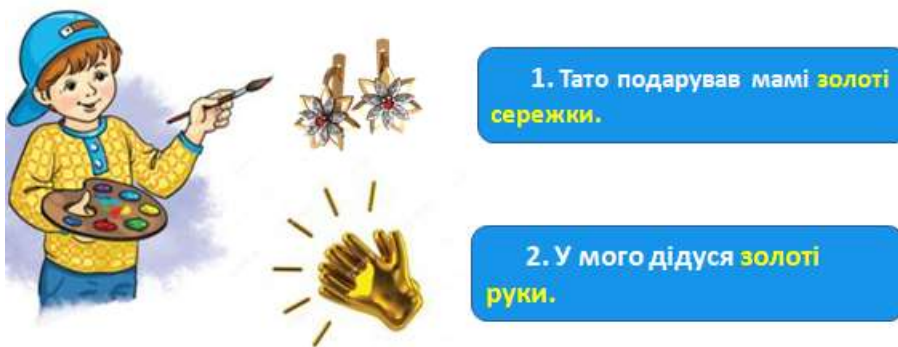 1. Тато подарував мамі золоті
сережки.
2. У мого дідуся золоті
руки.